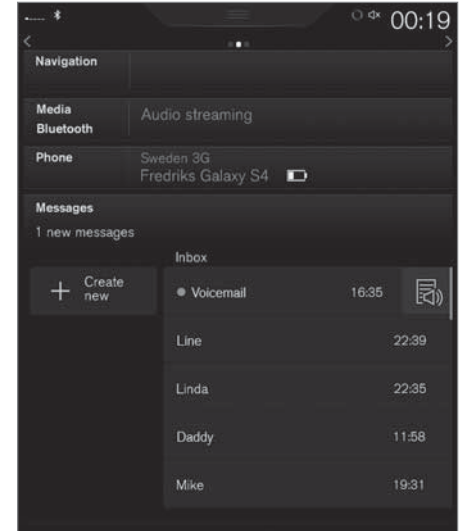 00:19
Navigation
Media
Bluetooth
Audio streaming
Phone
Sweden 3G
Fredriks Galaxy S4
Messages
1 new messages
Inbox
Create
new
Voicemail 16:35
Line 22:39
Linda 22:35
Daddy 11:58
Mike 19:31